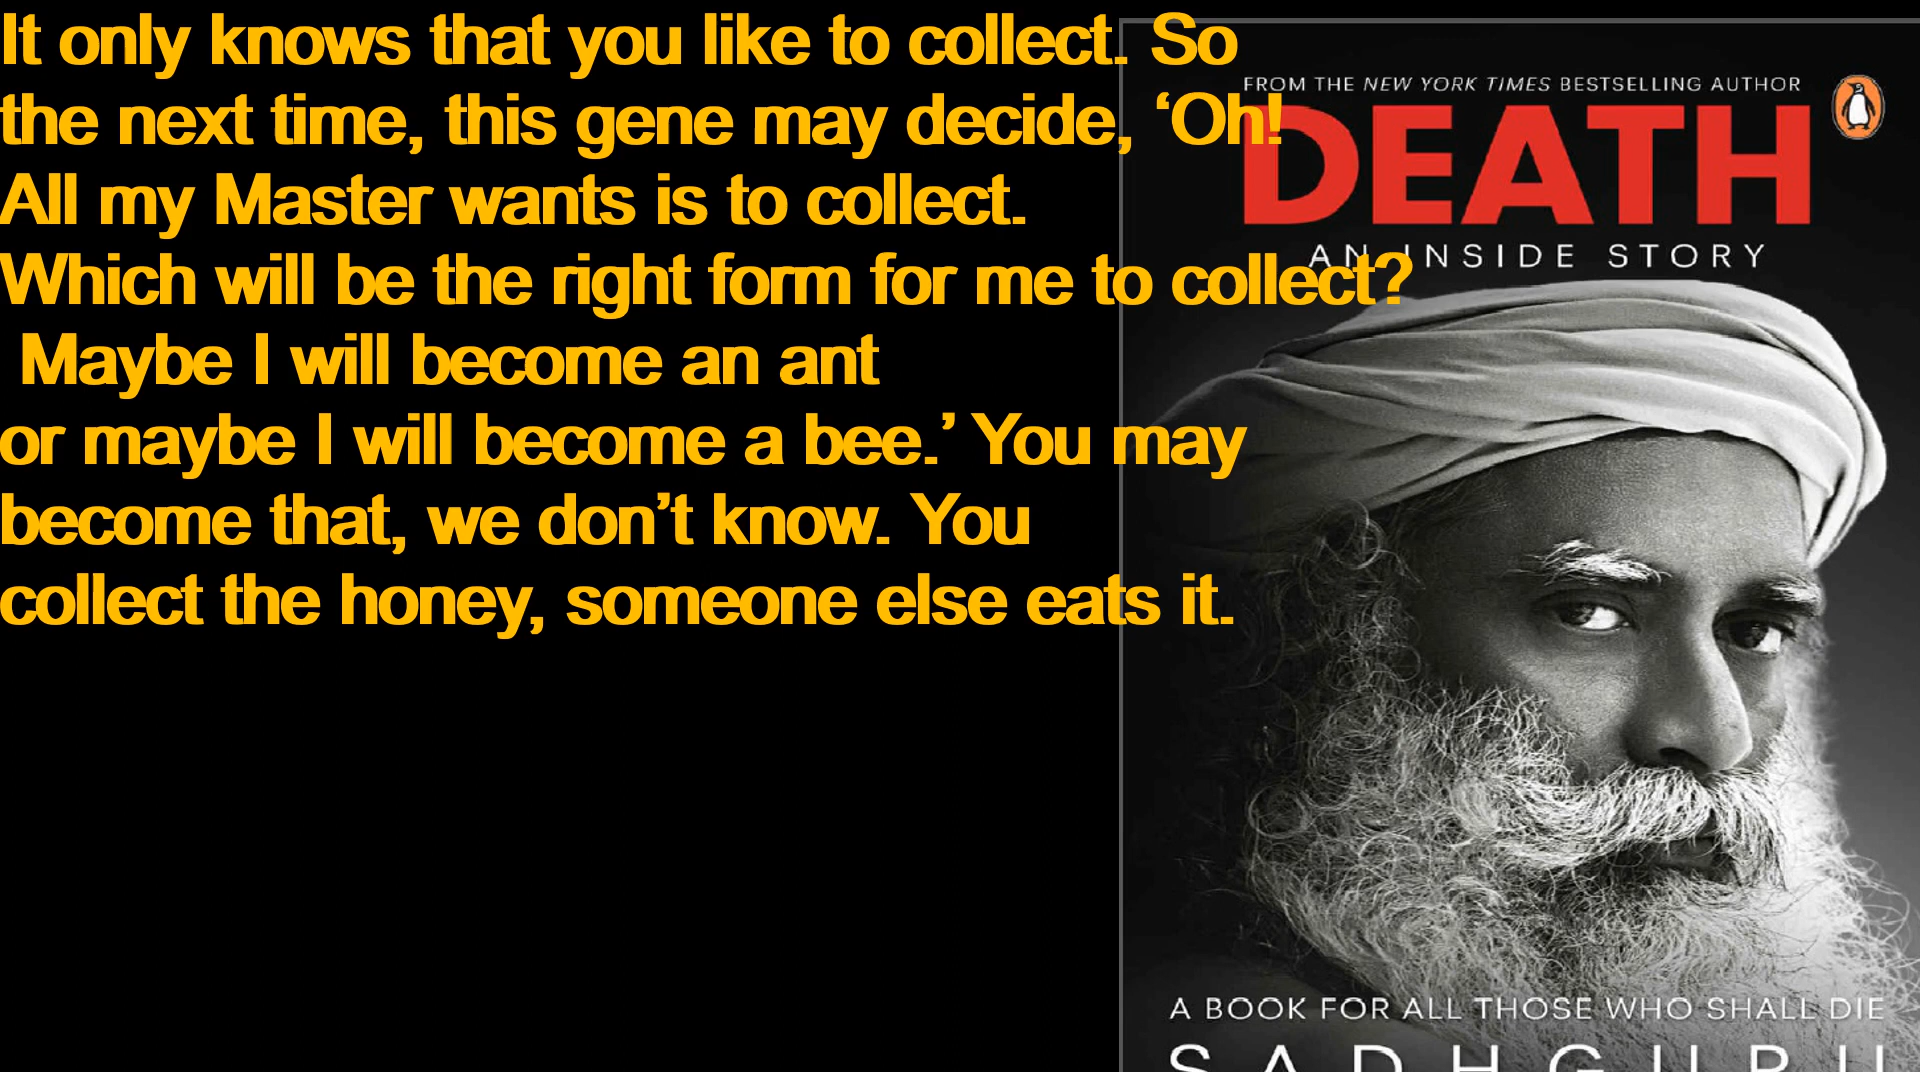 It only knows that you like to collect. So
the next time, this gene may decide, ‘Oh!
All my Master wants is to collect.
Which will be the right form for me to collect?
Maybe I will become an ant
or maybe I will become a bee.’ You may
become that, we don’t know. You
collect the honey, someone else eats it.
FROM THE NEW YORK TIMES BESTSELLING AUTHOR
DEATH
AN INSIDE STORY
A BOOK FOR ALL THOSE WHO SHALL DIE
SADHGURU